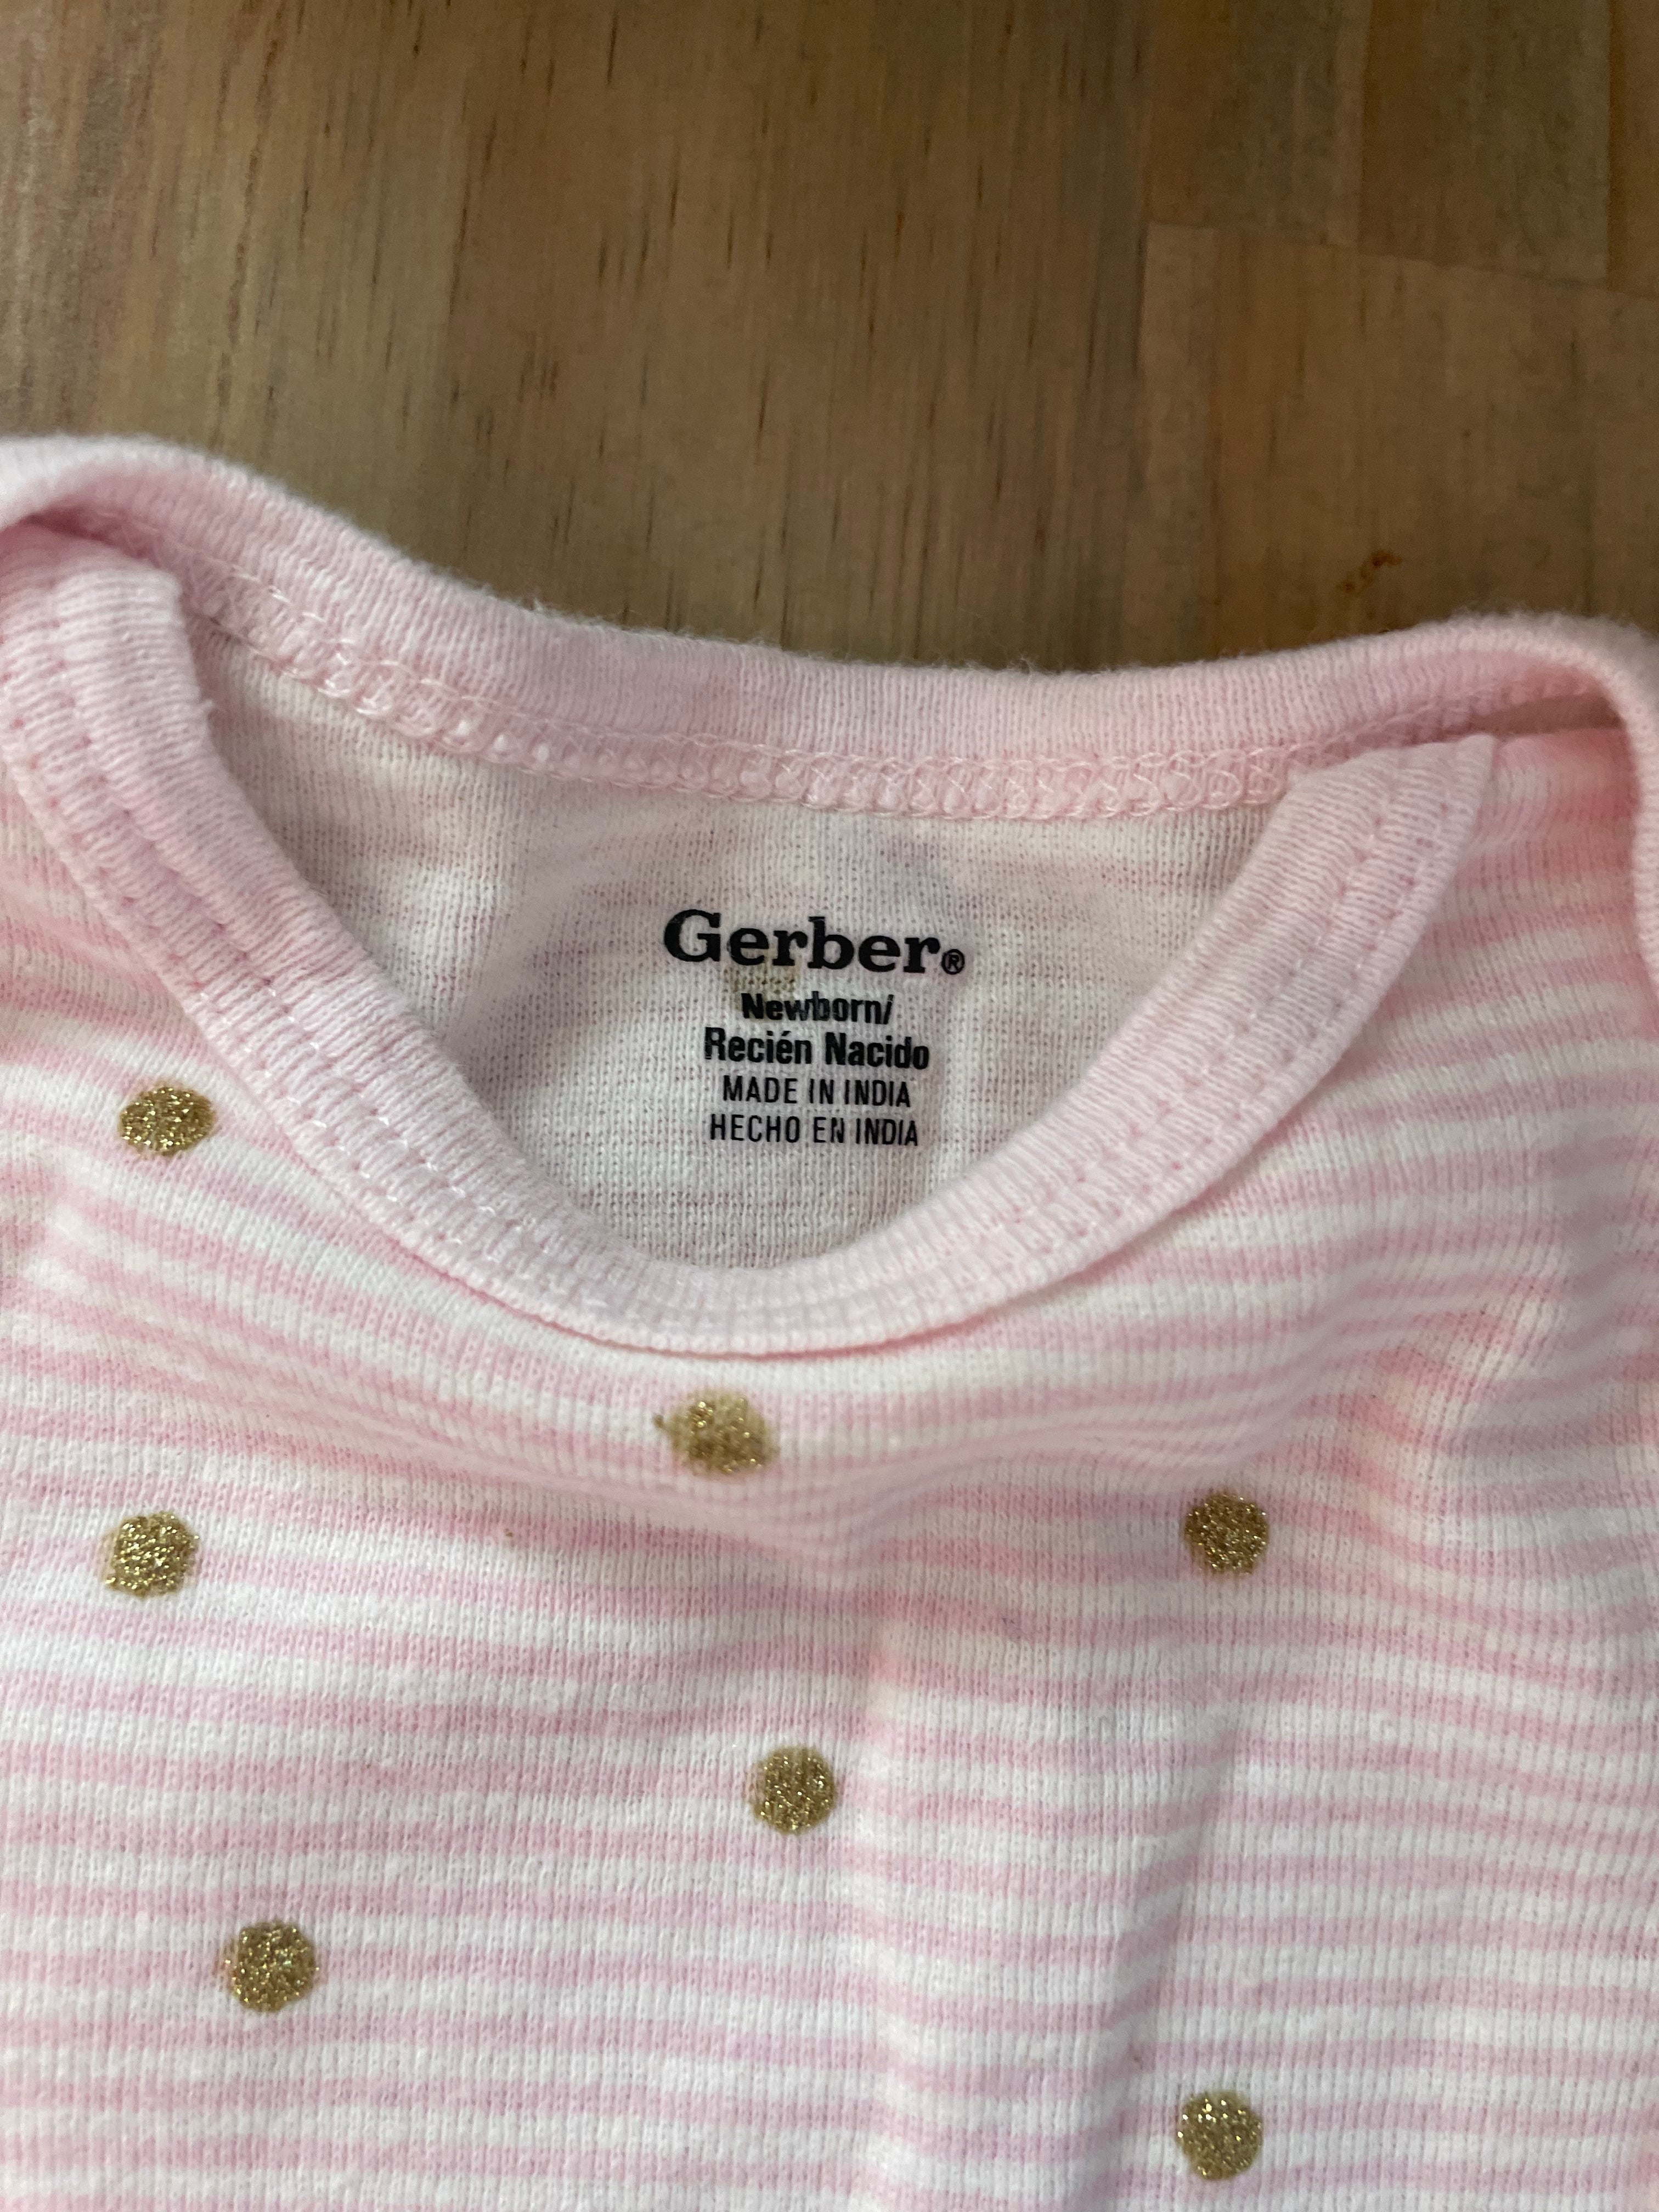 Gerber®
Newborn/
Recién Nacido
MADE IN INDIA
HECHO EN INDIA